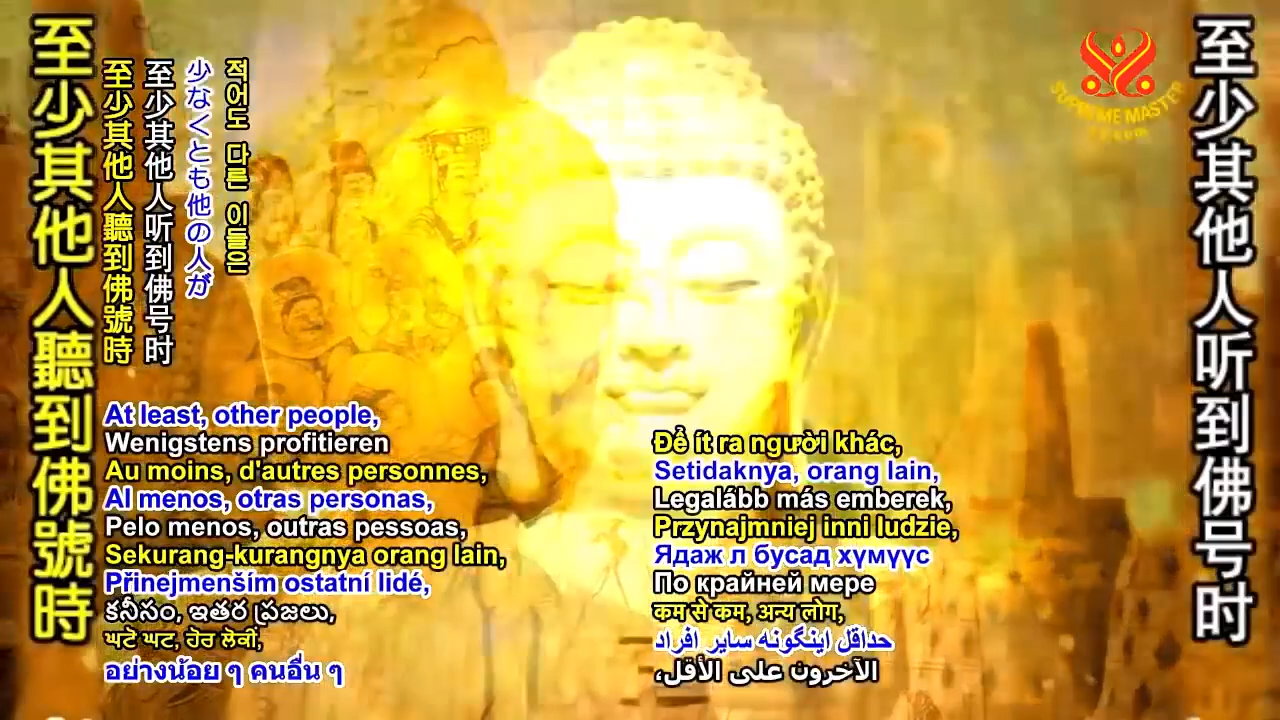 至少其他人聽到佛號時
至少其他人聽到佛號時
至少其他人听到佛号时
少なくとも他の人が
적어도 다른 이들은
至少其他人听到佛号时
SUPREME MASTER
At least, other people,
Wenigstens profitieren
Au moins, d'autres personnes,
Al menos, otras personas,
Pelo menos, outras pessoas,
Sekurang-kurangnya orang lain,
Přinejmenším ostatní lidé,
కనీసం, ఇతర ప్రజలు,
ਘਟੋ ਘਟ, ਹੋਰ ਲੋਕੀ,
อย่างน้อย ๆ คนอื่น ๆ
Để ít ra người khác,
Setidaknya, orang lain,
Legalább más emberek,
Przynajmniej inni ludzie,
Ядаж л бусад хүмүүс
По крайней мере
कम से कम, अन्य लोग,
حداقل اینگونه سایر افراد
الآخرون على الأقل،